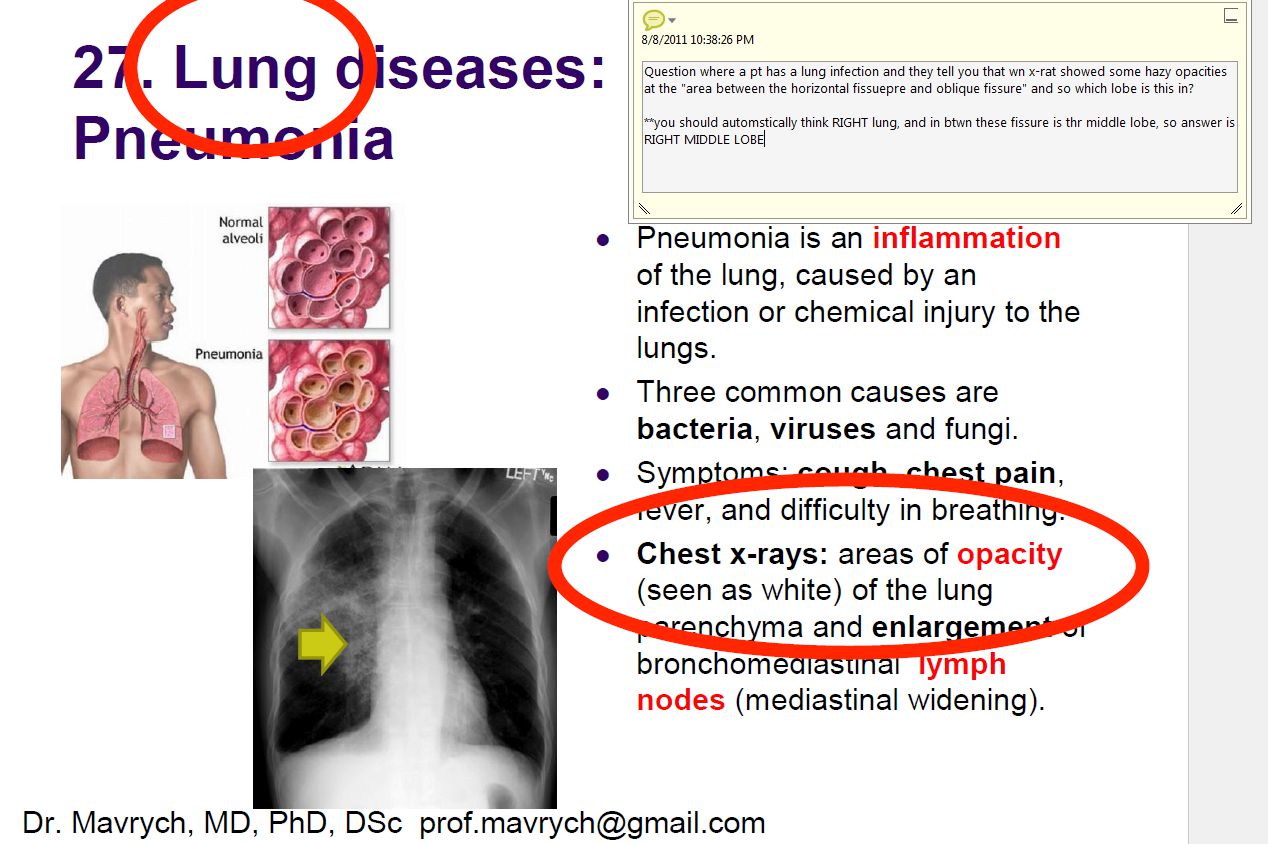 27. Lung diseases:
Pneumonia
8/8/2011 10:38:26 PM
Question where a pt has a lung infection and they tell you that wn x-rat showed some hazy opacities
at the "area between the horizontal fissuepre and oblique fissure" and so which lobe is this in?
**you should automstically think RIGHT lung, and in btwn these fissure is thr middle lobe, so answer is
RIGHT MIDDLE LOBE
Normal
alveoli
Pneumonia
LEFT
● Pneumonia is an inflammation
of the lung, caused by an
infection or chemical injury to the
lungs.
● Three common causes are
bacteria, viruses and fungi.
● Symptoms: cough, chest pain,
fever, and difficulty in breathing.
● Chest x-rays: areas of opacity
(seen as white) of the lung
parenchyma and enlargement of
bronchomediastinal lymph
nodes (mediastinal widening).
Dr. Mavrych, MD, PhD, DSc prof.mavrych@gmail.com